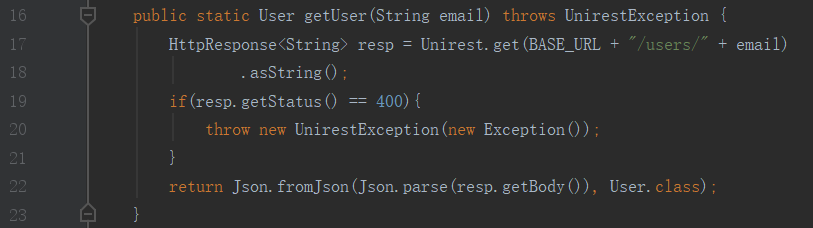 16 public static User getUser(String email) throws UnirestException {
17 HttpResponse<String> resp = Unirest.get(BASE_URL + "/users/" + email)
18 .asString();
19 if(resp.getStatus() == 400){
20 throw new UnirestException(new Exception());
21 }
22 return Json.fromJson(Json.parse(resp.getBody()), User.class);
23 }